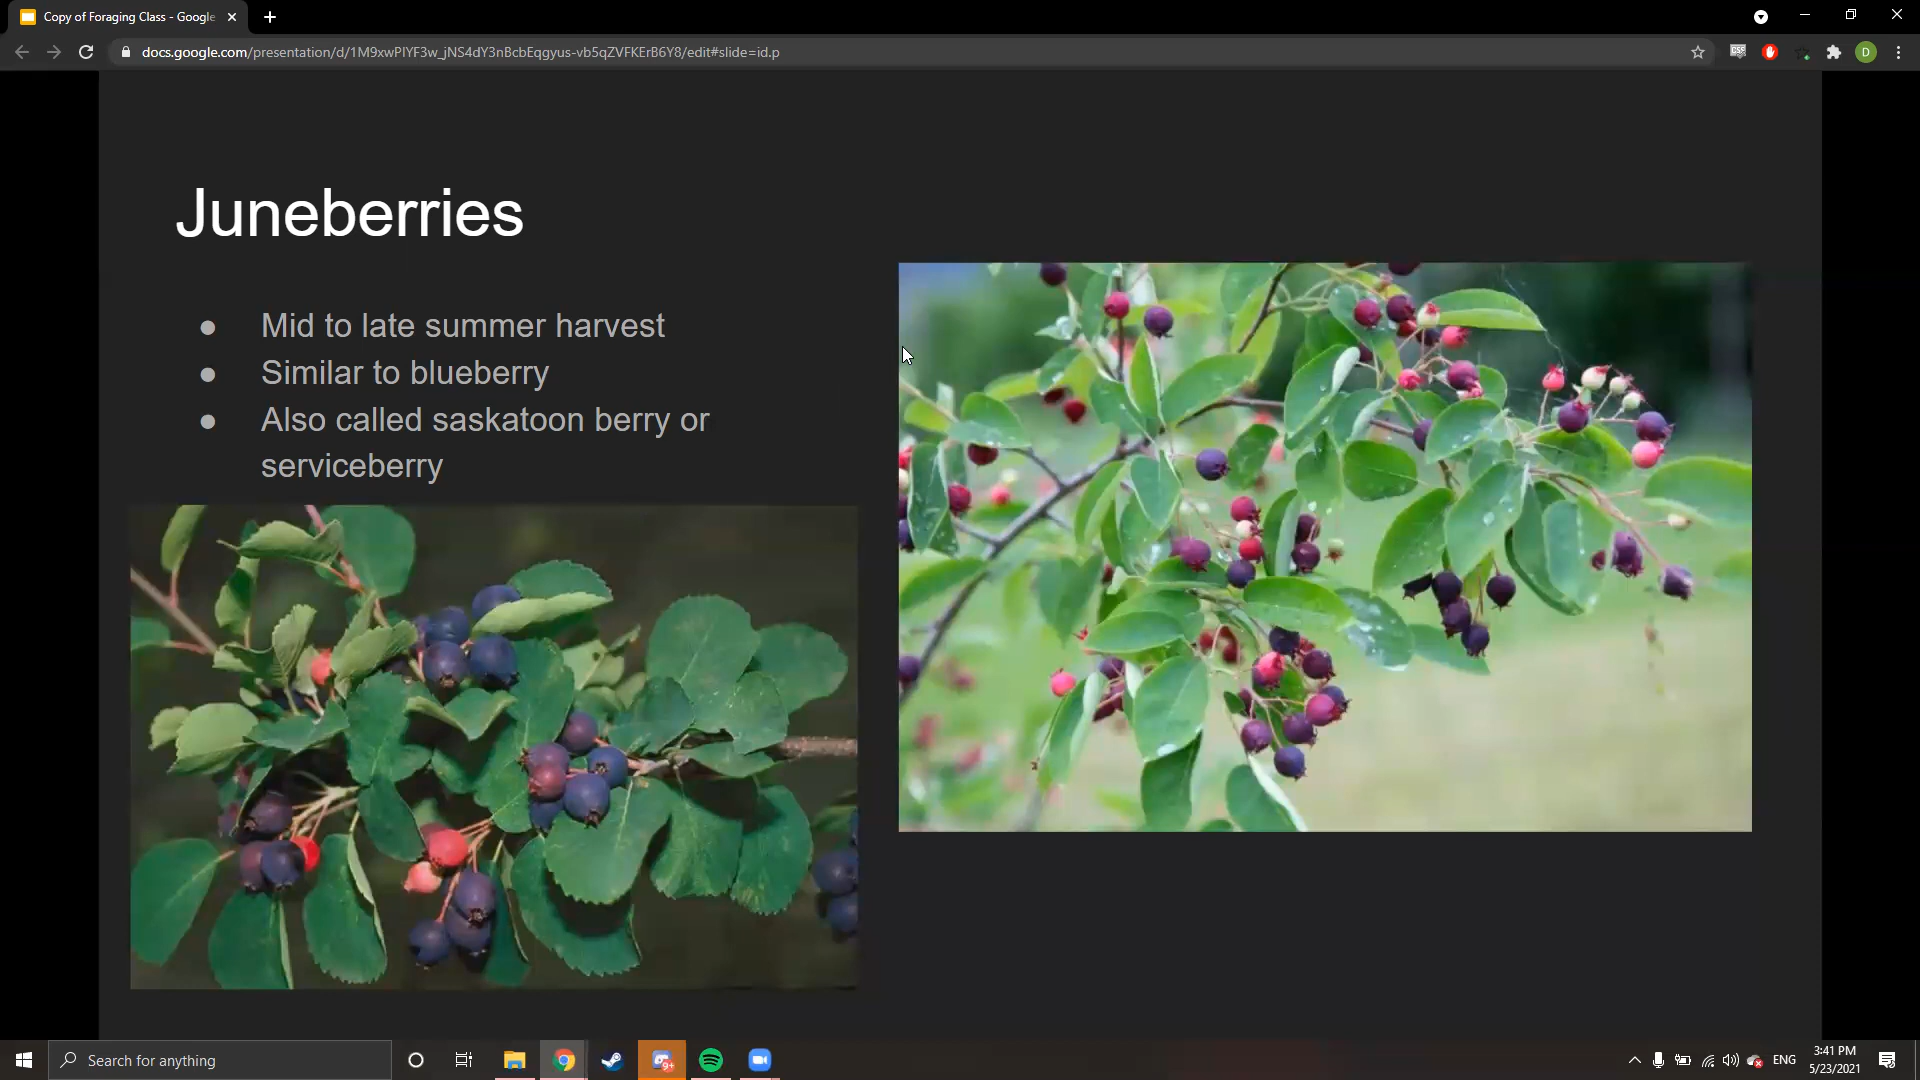 Copy of Foraging Class - Google
docs.google.com/presentation/d/1M9xwPIYF3w_jNS4dY3nBcbEqgyus-vb5qZVFKErB6Y8/edit#slide=id.p
D
Juneberries
● Mid to late summer harvest
● Similar to blueberry
● Also called saskatoon berry or
serviceberry
Search for anything
9+
ENG
3:41 PM
5/23/2021